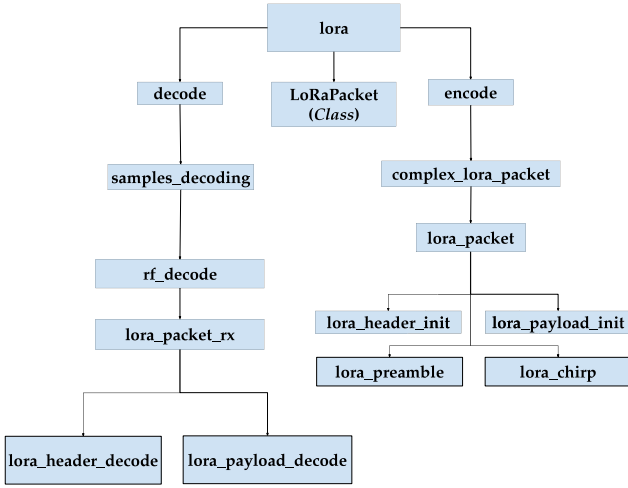 lora
decode
LoRaPacket
(Class)
encode
samples_decoding
complex_lora_packet
lora_packet
rf_decode
lora_packet_rx
lora_header_init
lora_payload_init
lora_preamble
lora_chirp
lora_header_decode
lora_payload_decode